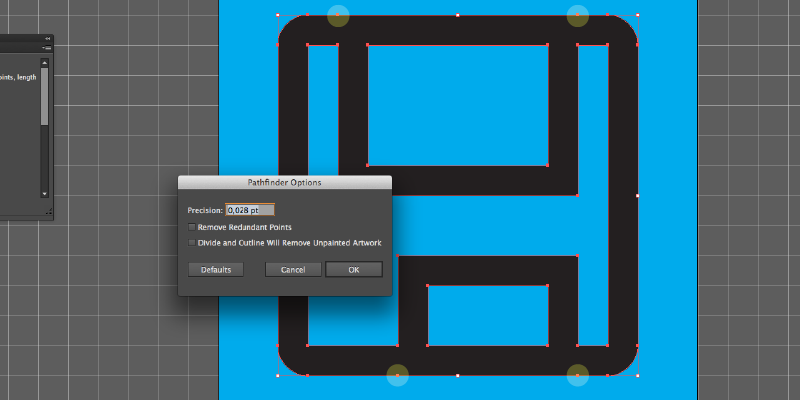 oints, length
Pathfinder Options
Precision: 0,028 pt
Remove Redundant Points
Divide and Outline Will Remove Unpainted Artwork
Defaults Cancel OK